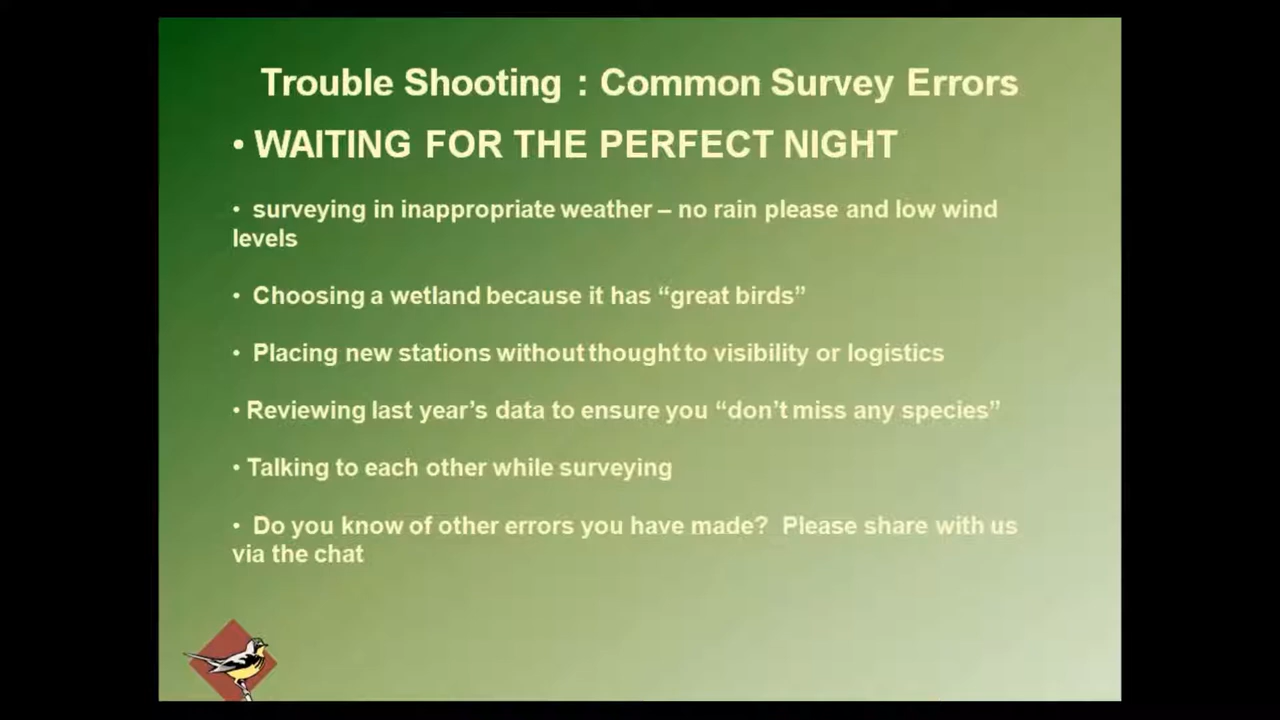 Trouble Shooting : Common Survey Errors
• WAITING FOR THE PERFECT NIGHT
• surveying in inappropriate weather – no rain please and low wind
levels
• Choosing a wetland because it has “great birds”
• Placing new stations without thought to visibility or logistics
• Reviewing last year’s data to ensure you “don’t miss any species”
• Talking to each other while surveying
• Do you know of other errors you have made? Please share with us
via the chat